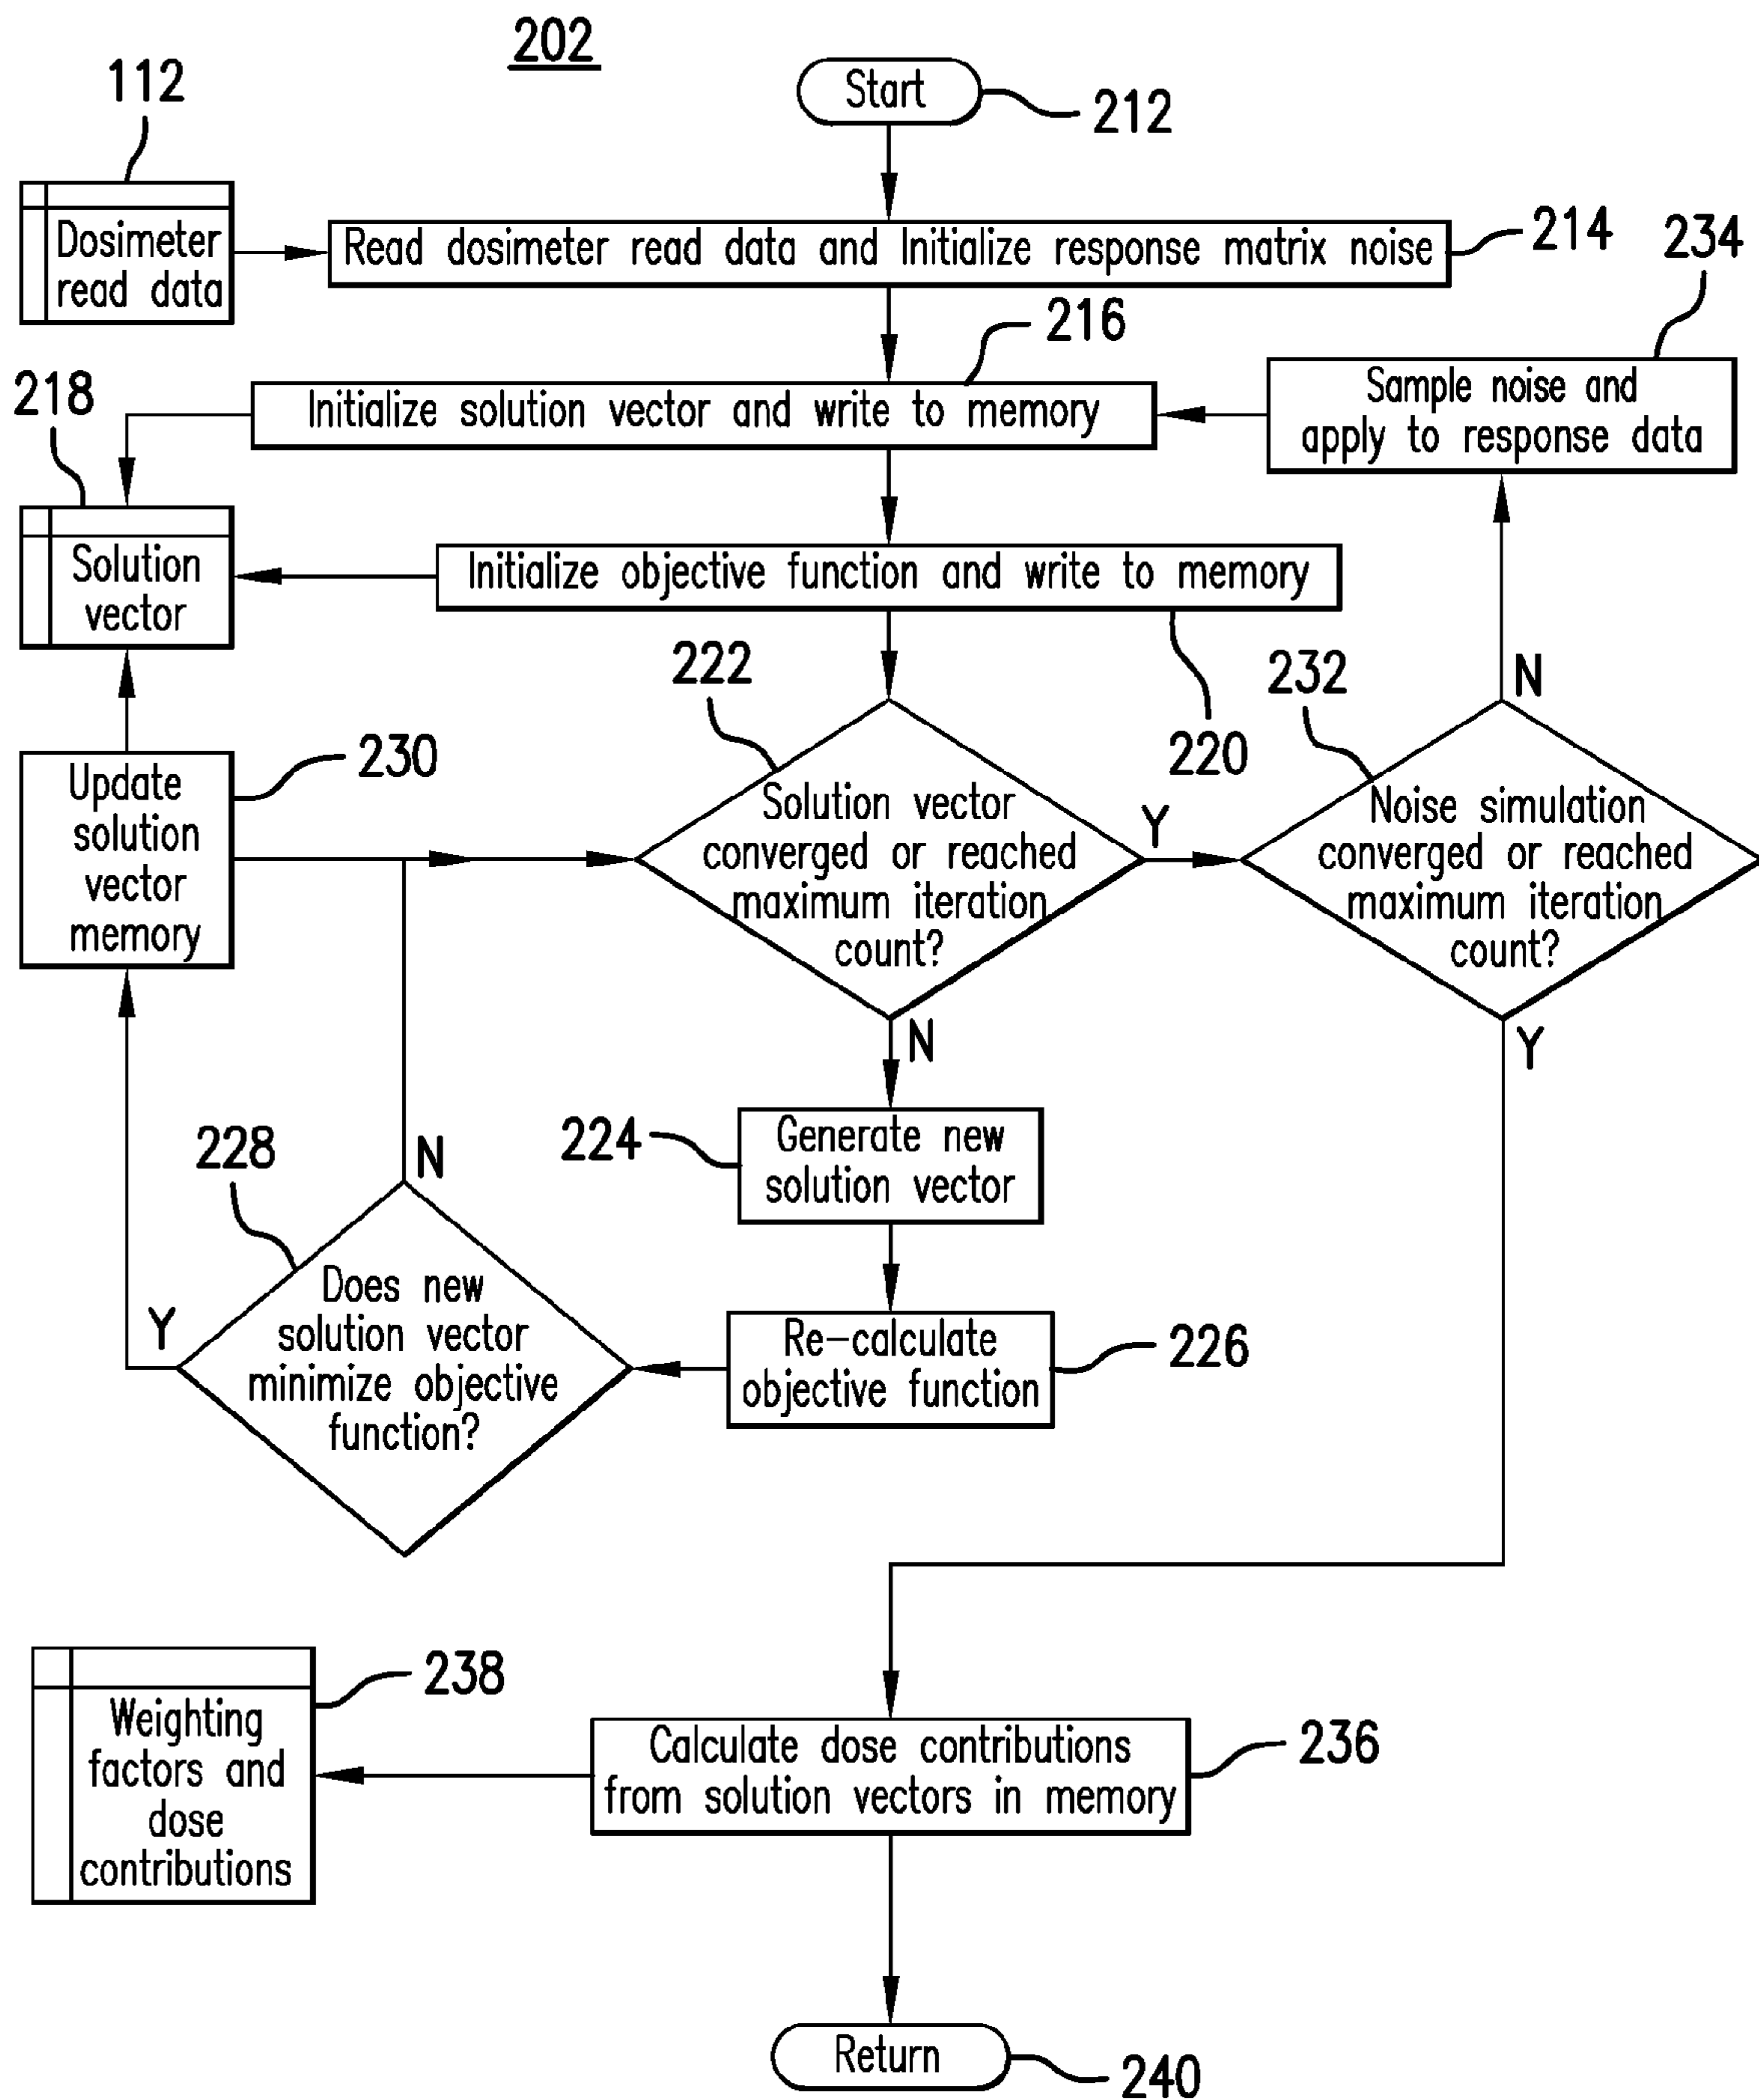 202
112
Start
212
Dosimeter
read data
Read dosimeter read data and Initialize response matrix noise
214
234
216
218
Initialize solution vector and write to memory
Sample noise and
apply to response data
Solution
vector
Initialize objective function and write to memory
222
220
232
N
230
Update
solution
vector
memory
Solution vector
converged or reached
maximum iteration
count?
Y
Noise simulation
converged or reached
maximum iteration
count?
N
Y
224
Generate new
solution vector
228
N
Y
Does new
solution vector
minimize objective
function?
Re-calculate
objective function
226
238
Weighting
factors and
dose
contributions
Calculate dose contributions
from solution vectors in memory
236
Return
240